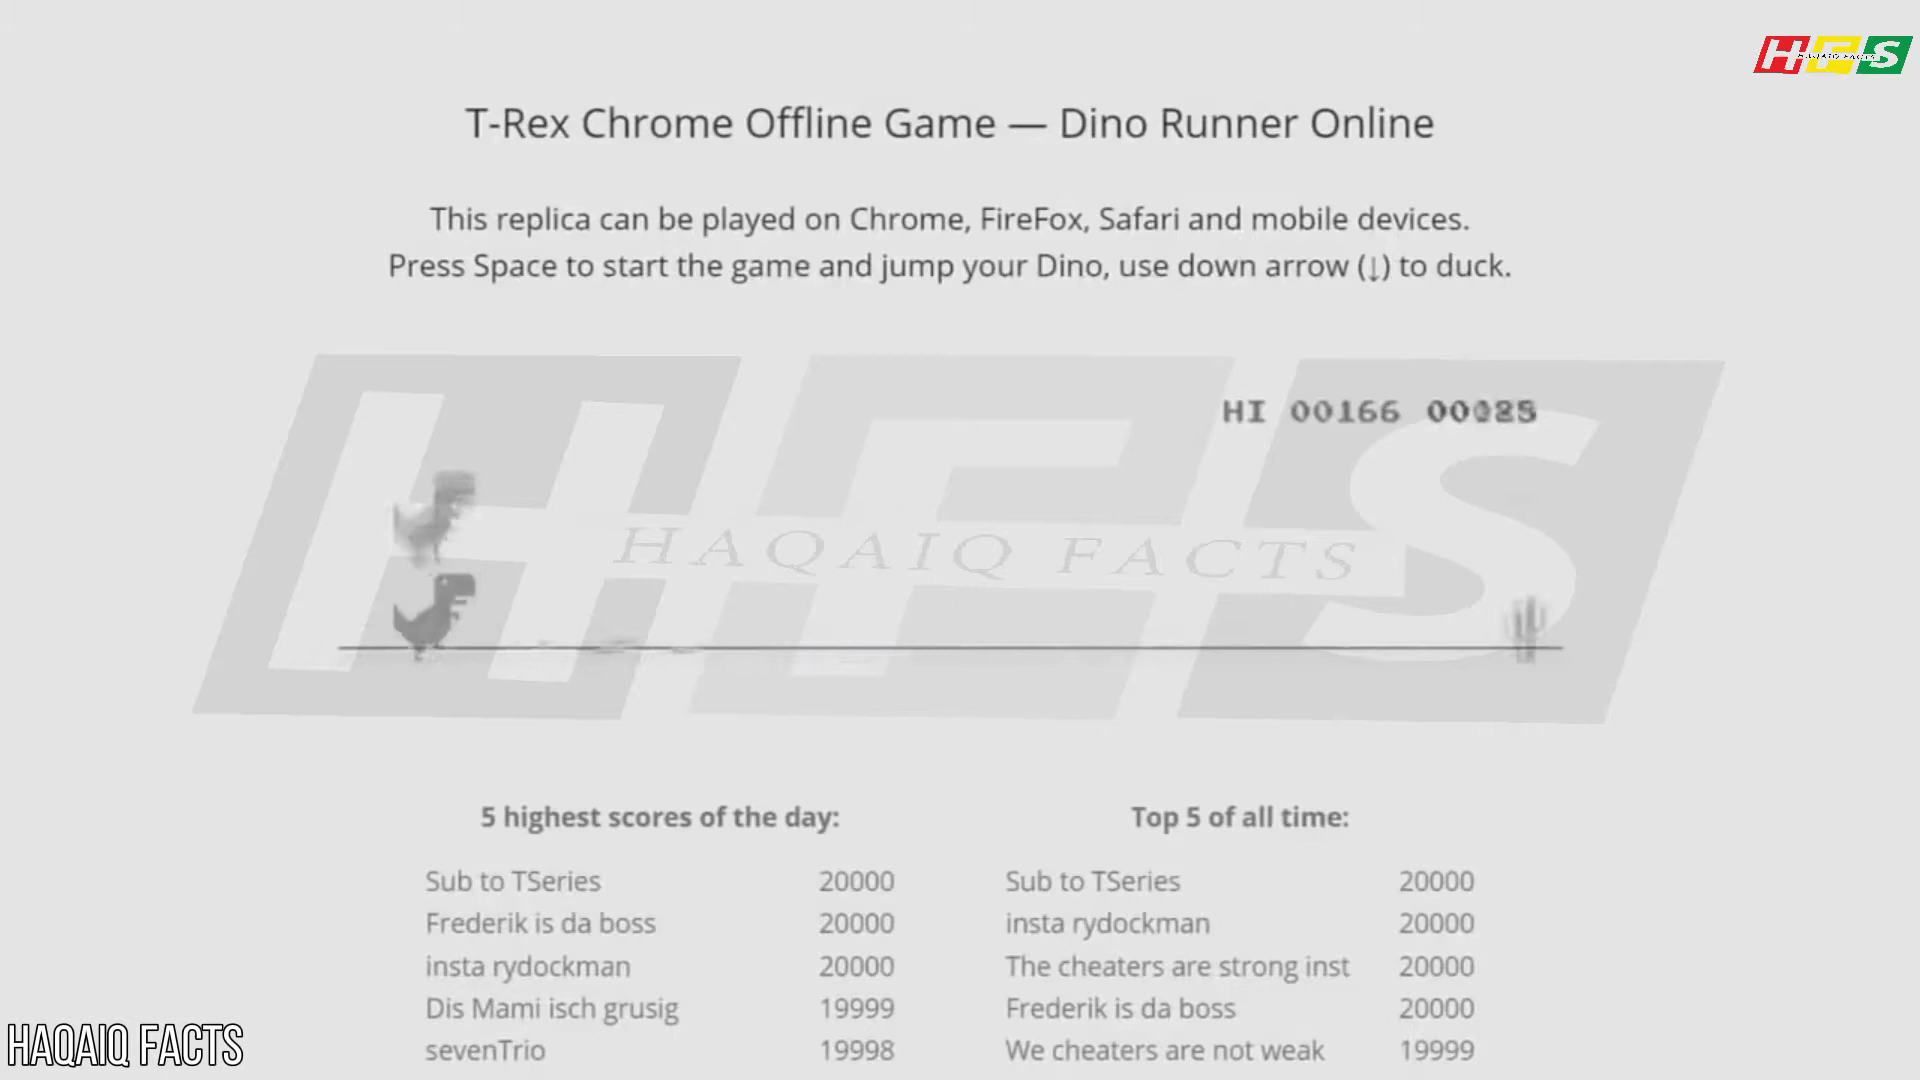 HFS
HAQAIQ FACTS
T-Rex Chrome Offline Game — Dino Runner Online
This replica can be played on Chrome, FireFox, Safari and mobile devices.
Press Space to start the game and jump your Dino, use down arrow (↓) to duck.
HI 00166
HFS
HAQAIQ FACTS
5 highest scores of the day:
Sub to TSeries 20000
Frederik is da boss 20000
insta rydockman 20000
Dis Mami isch grusig 19999
sevenTrio 19998
Top 5 of all time:
Sub to TSeries 20000
insta rydockman 20000
The cheaters are strong inst 20000
Frederik is da boss 20000
We cheaters are not weak 19999
HAQAIQ FACTS